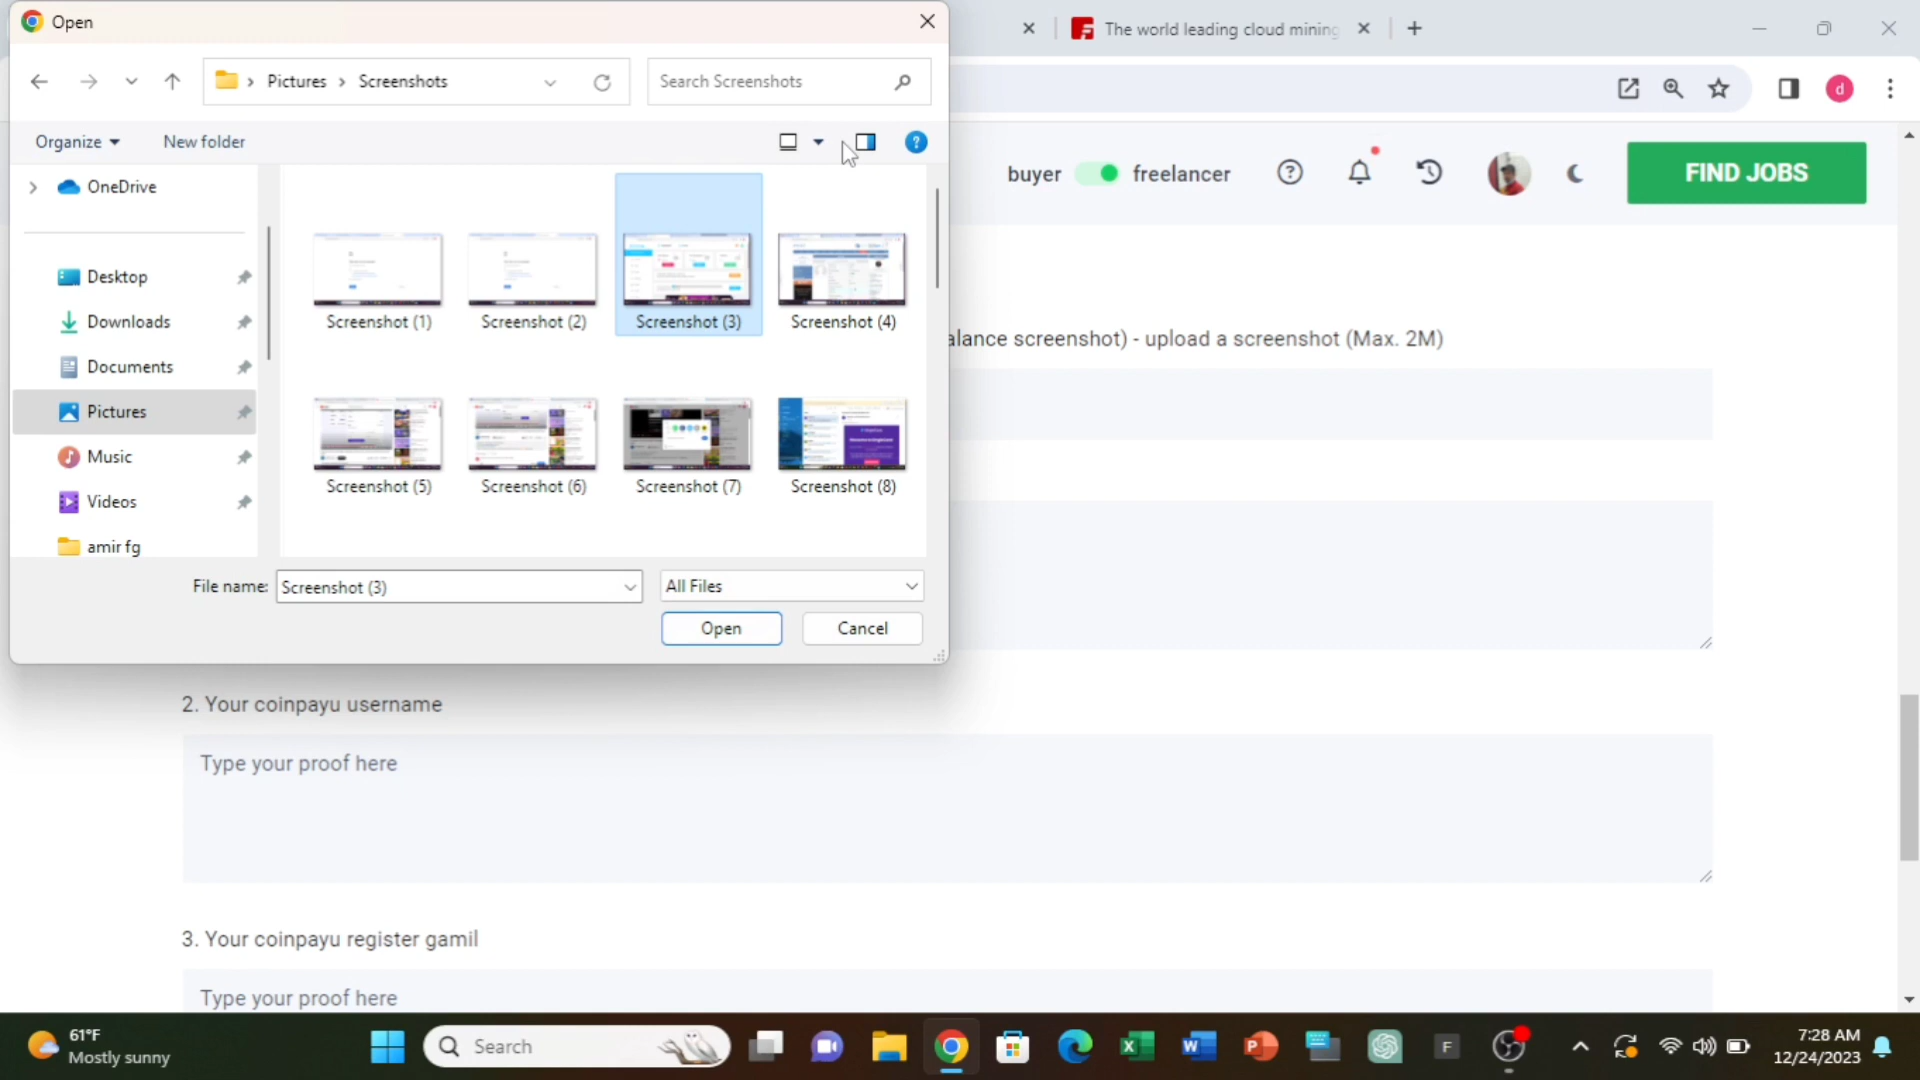 Open
The world leading cloud mining
Pictures
Screenshots
Search Screenshots
d
Organize
New folder
?
buyer
freelancer
FIND JOBS
OneDrive
Desktop
Downloads
Documents
Pictures
Music
Videos
amir fg
Screenshot (1)
Screenshot (2)
Screenshot (3)
Screenshot (4)
Screenshot (5)
Screenshot (6)
Screenshot (7)
Screenshot (8)
alance screenshot) - upload a screenshot (Max. 2M)
File name:
Screenshot (3)
All Files
Open
Cancel
2. Your coinpayu username
Type your proof here
3. Your coinpayu register gamil
Type your proof here
61°F
Mostly sunny
Search
F
7:28 AM
12/24/2023